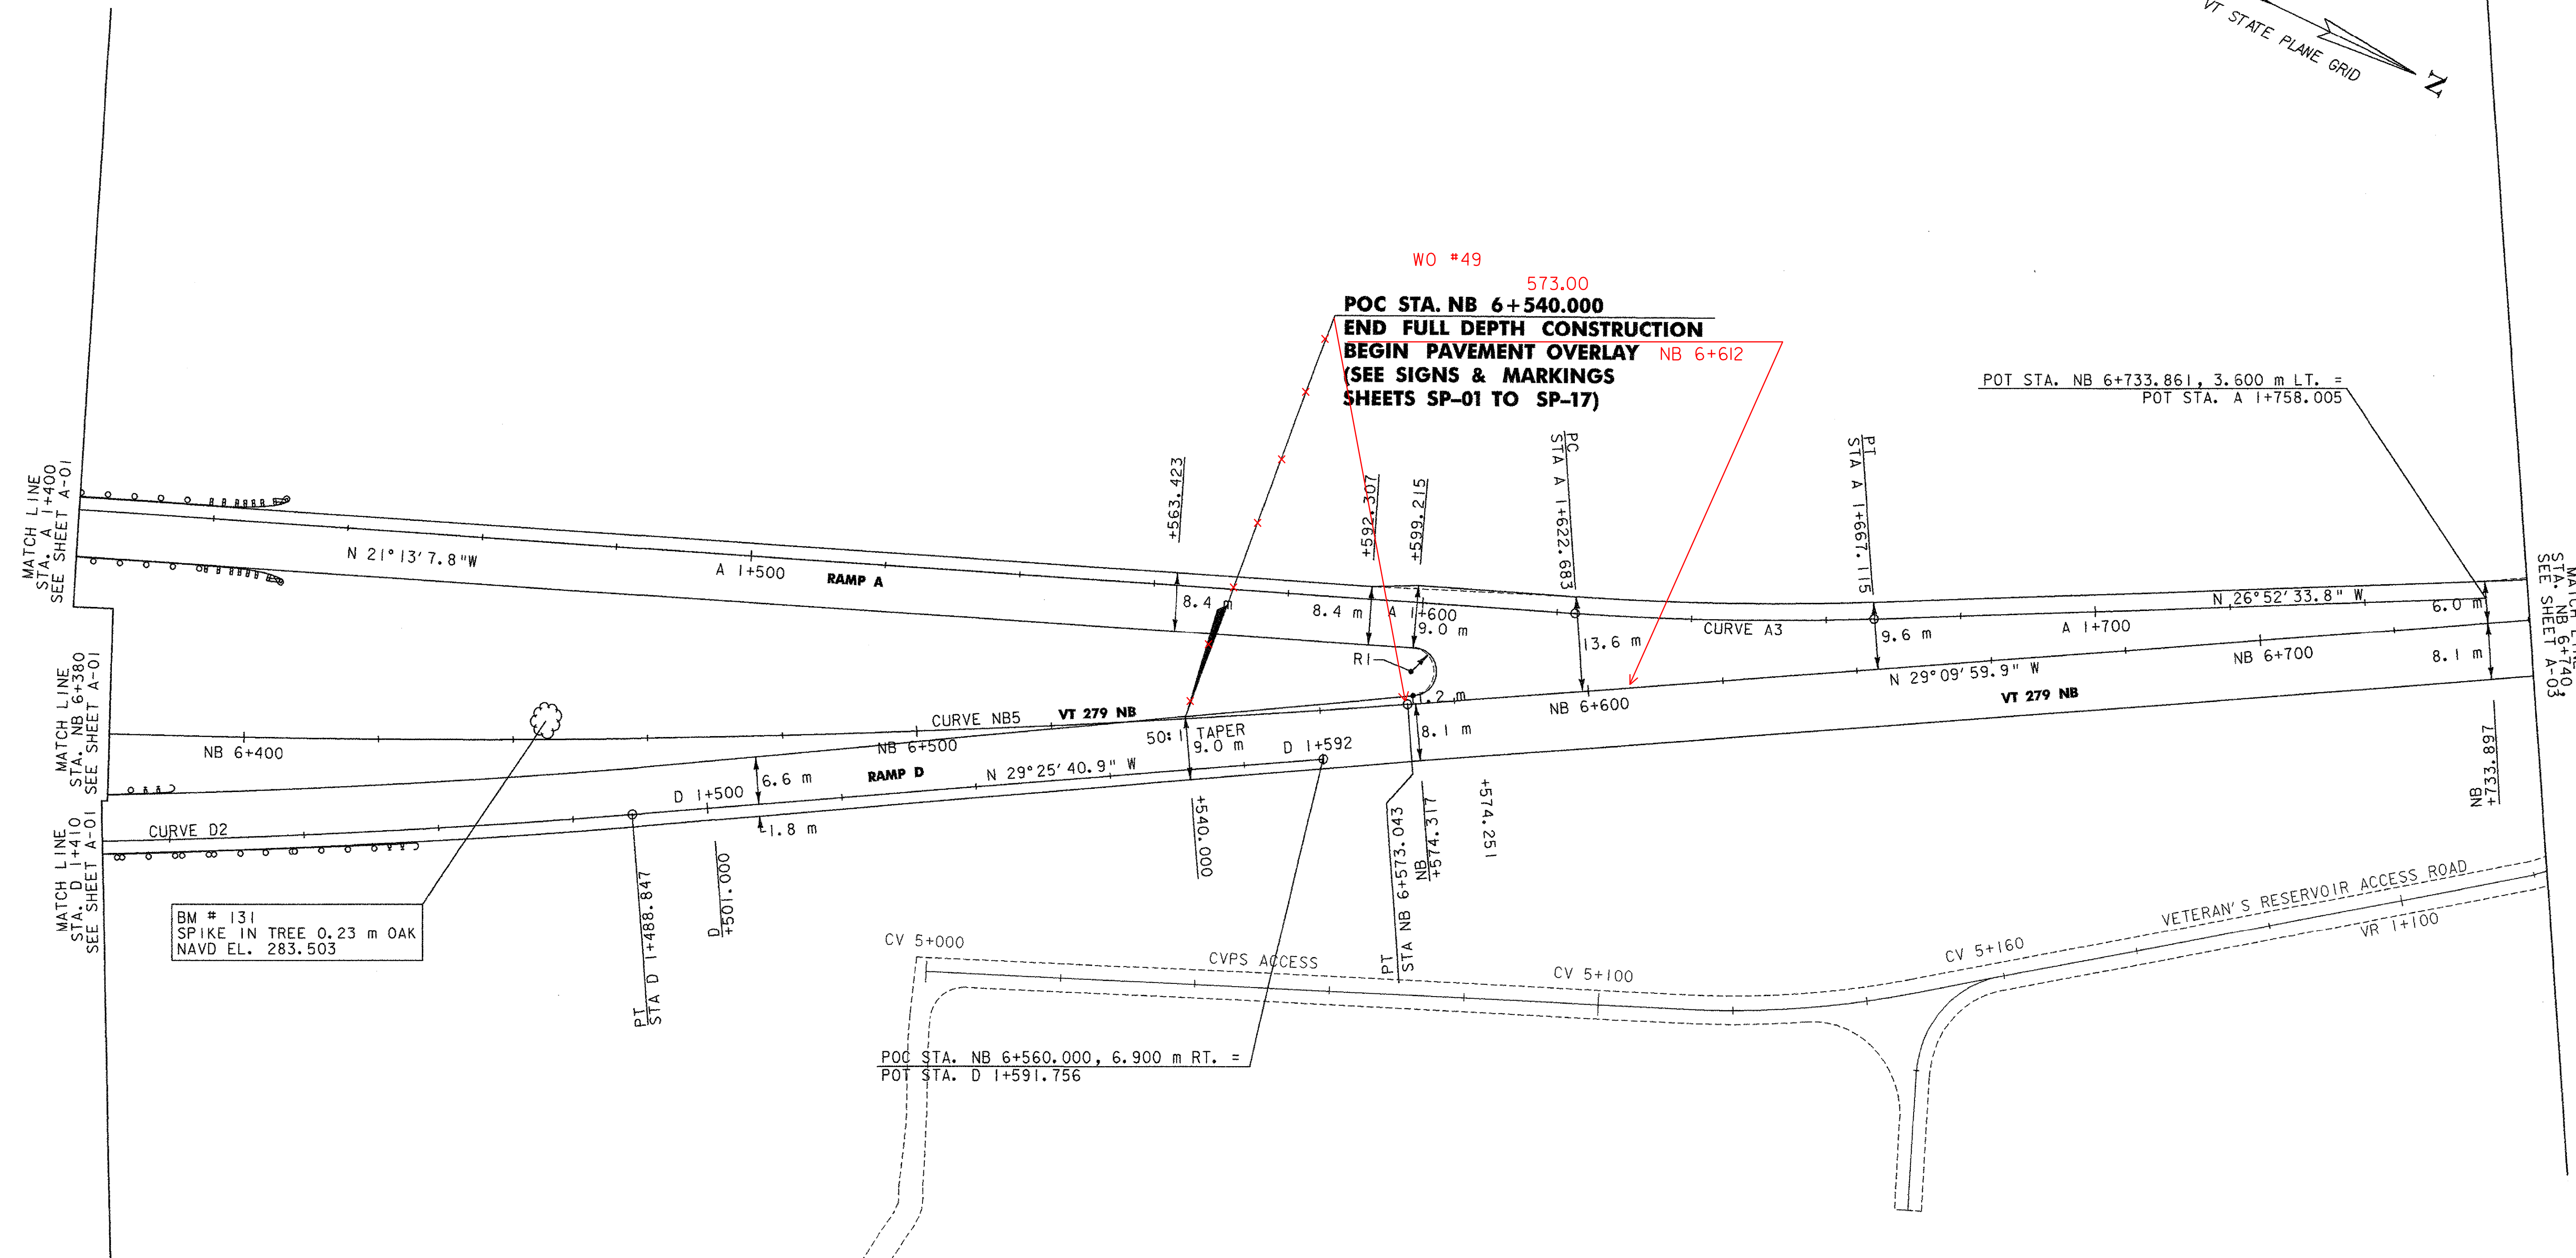 VT STATE PLANE GRID
N
WO #49
573.00
POC STA. NB 6+540.000
END FULL DEPTH CONSTRUCTION
BEGIN PAVEMENT OVERLAY NB 6+612
(SEE SIGNS & MARKINGS
SHEETS SP-01 TO SP-17)
POT STA. NB 6+733.861, 3.600 m LT. =
POT STA. A 1+758.005
MATCH LINE
STA. A 1+400
SEE SHEET A-01
N 21°13'7.8"W
A 1+500
RAMP A
+563.423
8.4 m
+592.307
8.4 m
+599.215
A 1+600
9.0 m
PC
STA A 1+622.683
13.6 m
CURVE A3
PT
STA A 1+667.115
9.6 m
A 1+700
N 26°52'33.8" W
6.0 m
MATCH LINE
STA. NB 6+740
SEE SHEET A-03
R1
1.2 m
MATCH LINE
STA. NB 6+380
SEE SHEET A-01
NB 6+400
CURVE NB5
NB 6+500
VT 279 NB
50:1 TAPER
9.0 m
D 1+592
8.1 m
NB 6+600
N 29°09'59.9" W
VT 279 NB
NB 6+700
8.1 m
NB
+733.897
MATCH LINE
STA. D 1+410
SEE SHEET A-01
CURVE D2
D 1+500
6.6 m
1.8 m
RAMP D
N 29°25'40.9" W
PT
STA D 1+488.847
D
+501.000
+540.000
PT
STA NB 6+573.043
NB
+574.317
+574.251
BM # 131
SPIKE IN TREE 0.23 m OAK
NAVD EL. 283.503
CV 5+000
CVPS ACCESS
CV 5+100
CV 5+160
VETERAN'S RESERVOIR ACCESS ROAD
VR 1+100
POC STA. NB 6+560.000, 6.900 m RT. =
POT STA. D 1+591.756